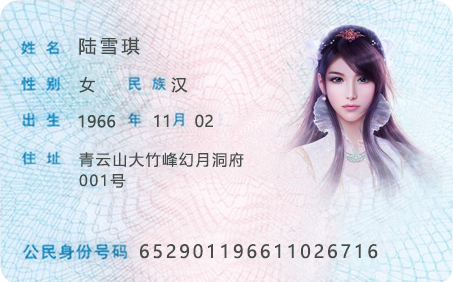 姓名 陆雪琪
性别 女 民族 汉
出生 1966 年 11 月 02
住址 青云山大竹峰幻月洞府
001号
公民身份号码 652901196611026716